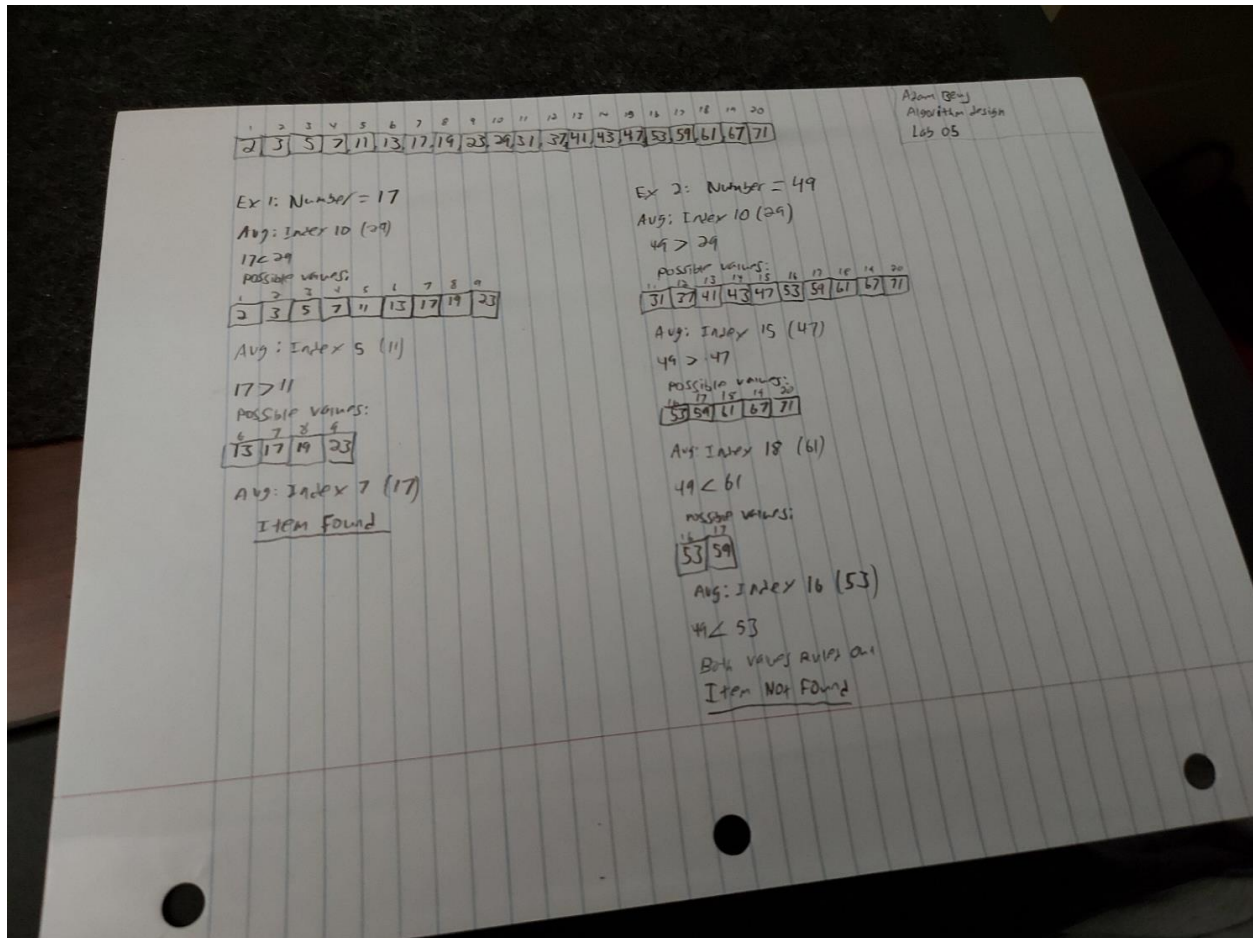 Algorithm design
Lab 05
1 2 3 4 5 6 7 8 9 10 11 12 13 14 15 16 17 18 19 20
2 3 5 7 11 13 17 19 23 29 31 37 41 43 47 53 59 61 67 71
Ex 1: Number = 17
Avg: Index 10 (29)
17 < 29
possible values:
1 2 3 4 5 6 7 8 9
2 3 5 7 11 13 17 19 23
Avg: Index 5 (11)
17 > 11
possible values:
6 7 8 9
13 17 19 23
Avg: Index 7 (17)
Item Found
Ex 2: Number = 49
Avg: Index 10 (29)
49 > 29
possible values:
11 12 13 14 15 16 17 18 19 20
31 37 41 43 47 53 59 61 67 71
Avg: Index 15 (47)
49 > 47
possible values:
16 17 18 19 20
53 59 61 67 71
Avg: Index 18 (61)
49 < 61
possible values:
16 17
53 59
Avg: Index 16 (53)
49 < 53
Both values Ruled Out
Item Not Found